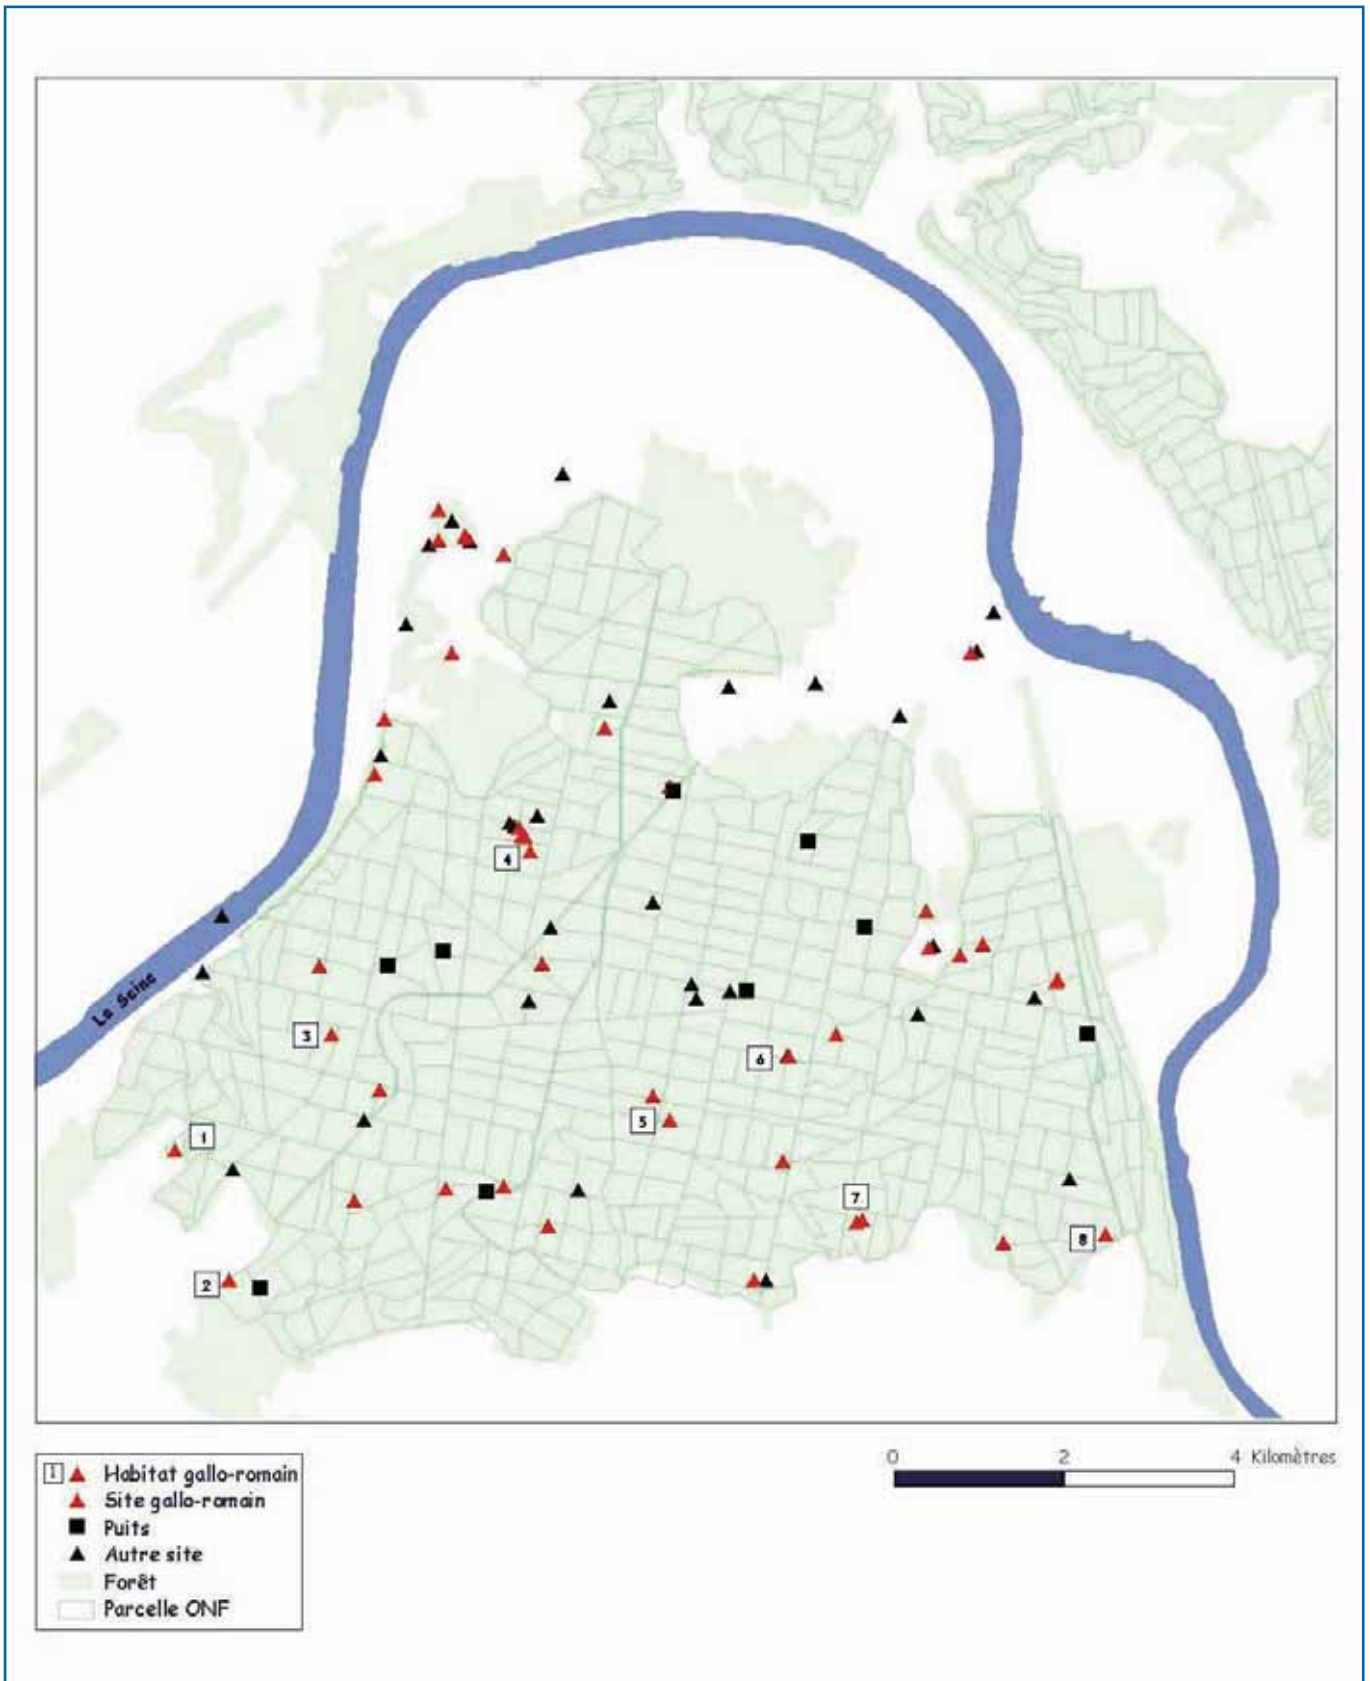 4
La Seine
3
6
5
1
7
8
2
0 2 4 Kilomètres
1 Habitat gallo-romain
Site gallo-romain
Puits
Autre site
Forêt
Parcelle ONF